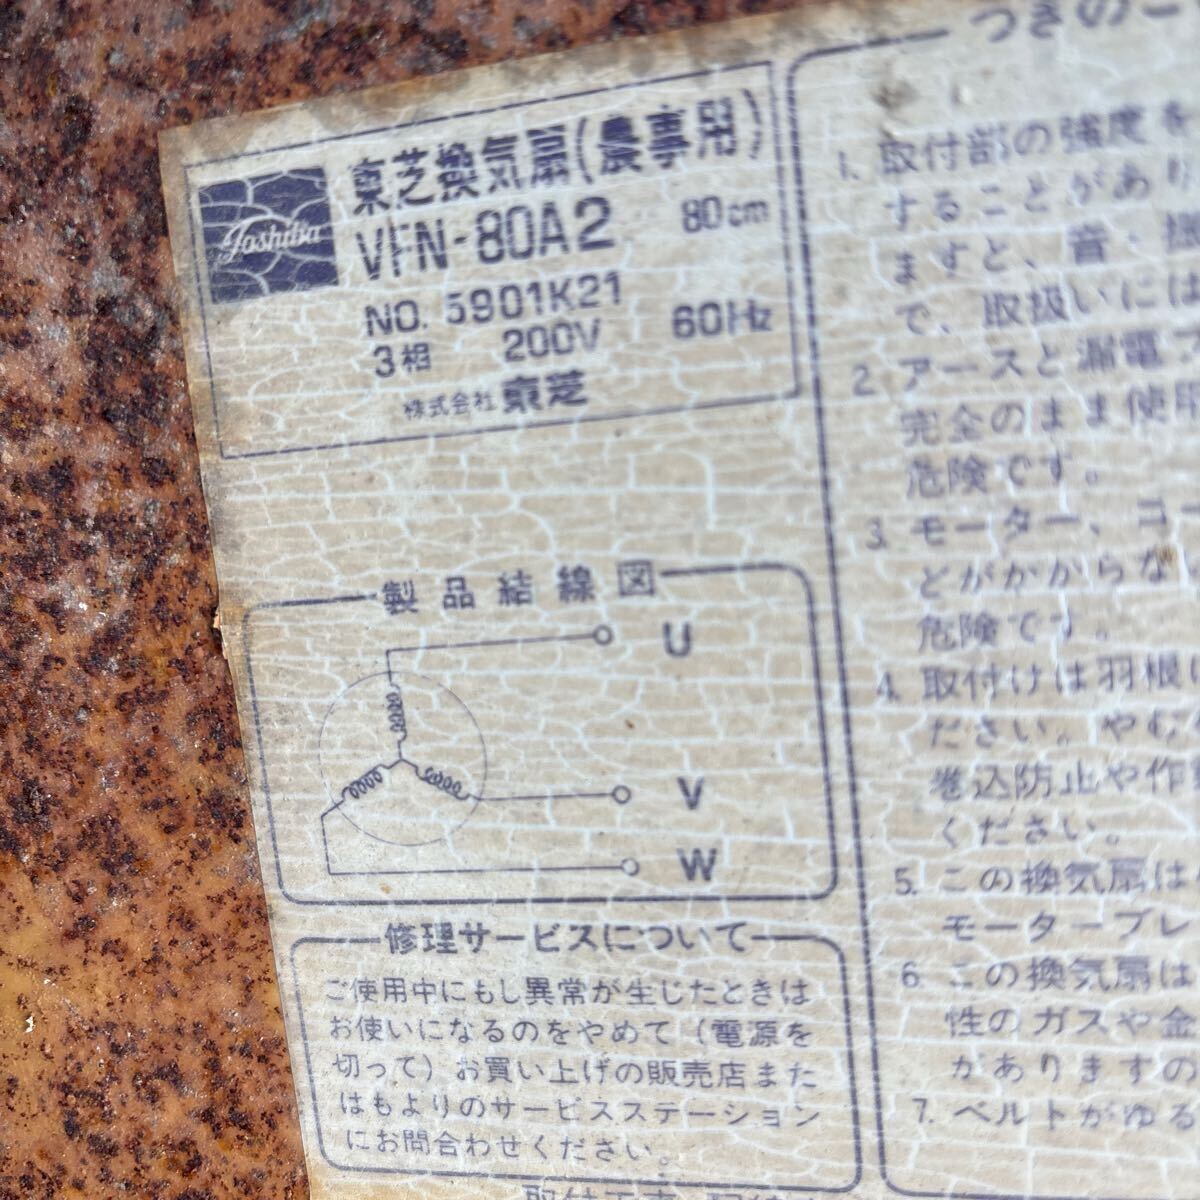 Toshiba
東芝換気扇(農事用)
VFN-80A2 80cm
NO. 5901K21
3相 200V 60Hz
株式会社 東芝
製品結線図
U
V
W
修理サービスについて
ご使用中にもし異常が生じたときは
お使いになるのをやめて(電源を
切って)お買い上げの販売店また
はもよりのサービスステーション
にお問合わせください。
つぎのこ
1. 取付部の強度を
することがあり
ますと、音・振
で、取扱いには
2. アースと漏電ブ
完全のまま使用
危険です。
3. モーター、コー
どがかからな
危険です。
4. 取付けは羽根
ださい。やむ
巻込防止や作
ください。
5. この換気扇は
モータープレ
6. この換気扇は
性のガスや金
がありますの
7. ベルトがゆる